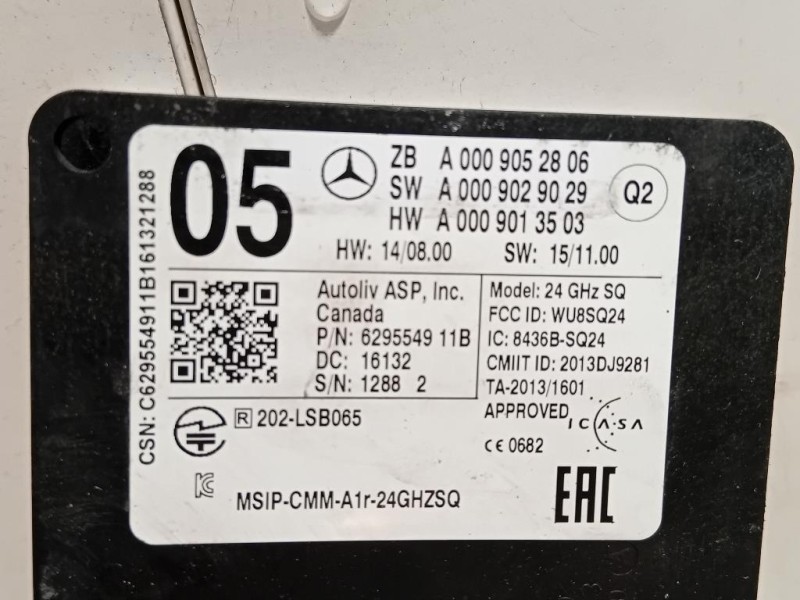 05
ZB A 000 905 28 06
SW A 000 902 90 29
HW A 000 901 35 03
Q2
HW: 14/08.00 SW: 15/11.00
CSN: C629554911B161321288
Autoliv ASP, Inc.
Canada
P/N: 6295549 11B
DC: 16132
S/N: 1288 2
Model: 24 GHz SQ
FCC ID: WU8SQ24
IC: 8436B-SQ24
CMIIT ID: 2013DJ9281
TA-2013/1601
APPROVED
ICASA
R 202-LSB065
CE 0682
KC
MSIP-CMM-A1r-24GHZSQ
EAC